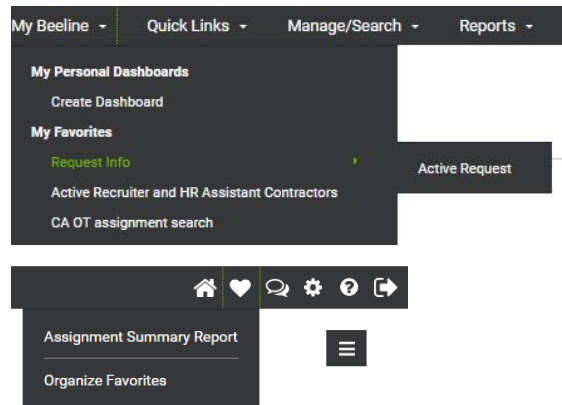 My Beeline Quick Links Manage/Search Reports
My Personal Dashboards
Create Dashboard
My Favorites
Request Info
Active Request
Active Recruiter and HR Assistant Contractors
CA OT assignment search
Assignment Summary Report
Organize Favorites